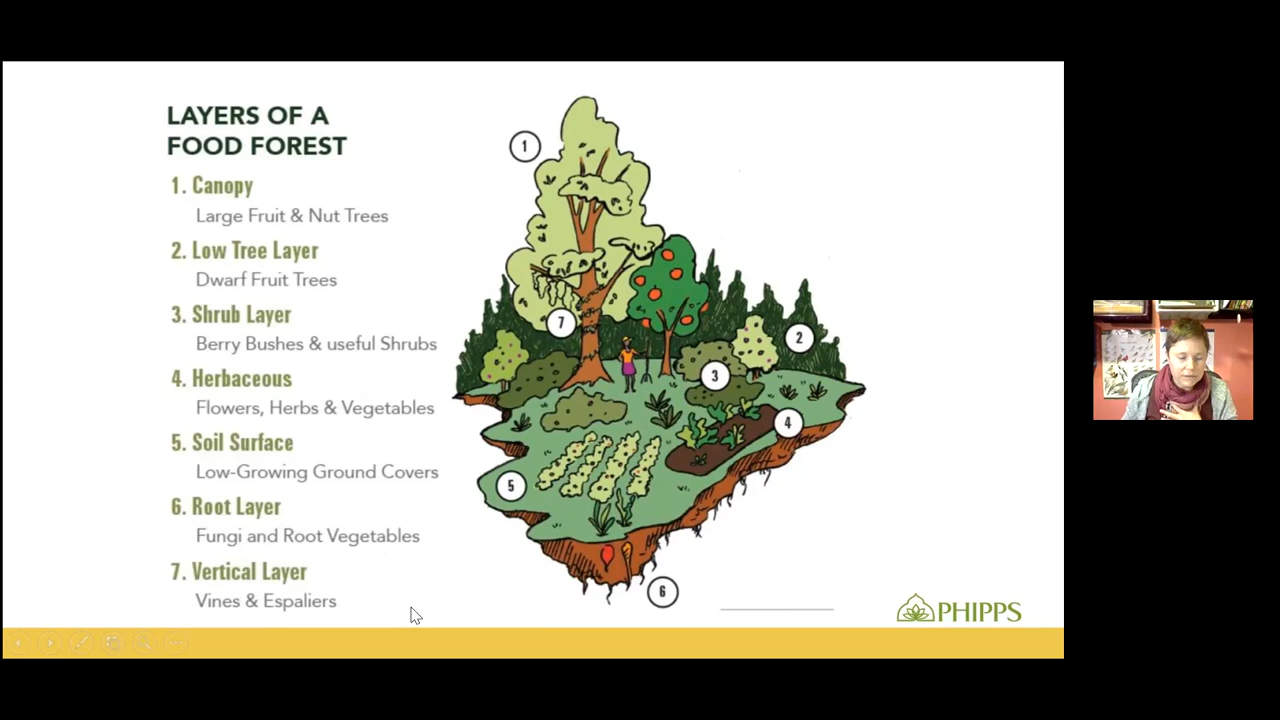 LAYERS OF A
FOOD FOREST
1. Canopy
Large Fruit & Nut Trees
2. Low Tree Layer
Dwarf Fruit Trees
3. Shrub Layer
Berry Bushes & useful Shrubs
4. Herbaceous
Flowers, Herbs & Vegetables
5. Soil Surface
Low-Growing Ground Covers
6. Root Layer
Fungi and Root Vegetables
7. Vertical Layer
Vines & Espaliers
1
7
2
3
4
5
6
PHIPPS